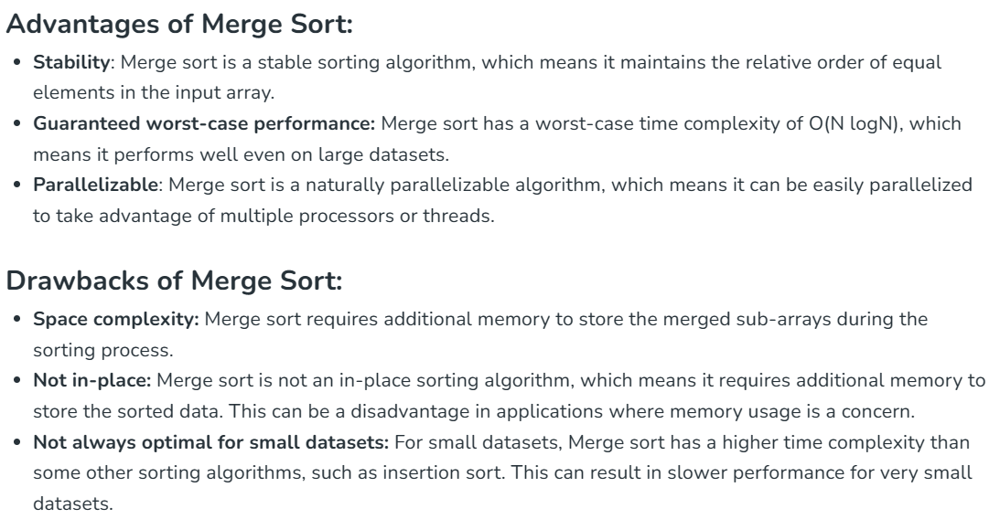 Advantages of Merge Sort:
• Stability: Merge sort is a stable sorting algorithm, which means it maintains the relative order of equal
elements in the input array.
• Guaranteed worst-case performance: Merge sort has a worst-case time complexity of O(N logN), which
means it performs well even on large datasets.
• Parallelizable: Merge sort is a naturally parallelizable algorithm, which means it can be easily parallelized
to take advantage of multiple processors or threads.
Drawbacks of Merge Sort:
• Space complexity: Merge sort requires additional memory to store the merged sub-arrays during the
sorting process.
• Not in-place: Merge sort is not an in-place sorting algorithm, which means it requires additional memory to
store the sorted data. This can be a disadvantage in applications where memory usage is a concern.
• Not always optimal for small datasets: For small datasets, Merge sort has a higher time complexity than
some other sorting algorithms, such as insertion sort. This can result in slower performance for very small
datasets.